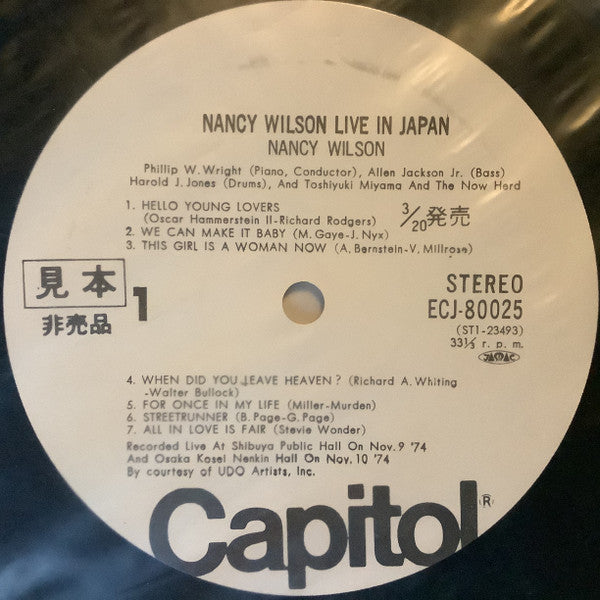 NANCY WILSON LIVE IN JAPAN
NANCY WILSON
Phillip W. Wright (Piano, Conductor), Allen Jackson Jr. (Bass)
Harold J. Jones (Drums), And Toshiyuki Miyama And The Now Herd
1. HELLO YOUNG LOVERS
(Oscar Hammerstein II-Richard Rodgers)
3/20発売
2. WE CAN MAKE IT BABY (M. Gaye-J. Nyx)
3. THIS GIRL IS A WOMAN NOW (A. Bernstein-V. Millrose)
見本
非売品
1
STEREO
ECJ-80025
(ST1-23493)
33⅓ r. p. m.
JASRAC
4. WHEN DID YOU LEAVE HEAVEN? (Richard A. Whiting
-Walter Bullock)
5. FOR ONCE IN MY LIFE (Miller-Murden)
6. STREETRUNNER (B. Page-G. Page)
7. ALL IN LOVE IS FAIR (Stevie Wonder)
Recorded Live At Shibuya Public Hall On Nov. 9 '74
And Osaka Kosei Nenkin Hall On Nov. 10 '74
By courtesy of UDO Artists, Inc.
Capitol®